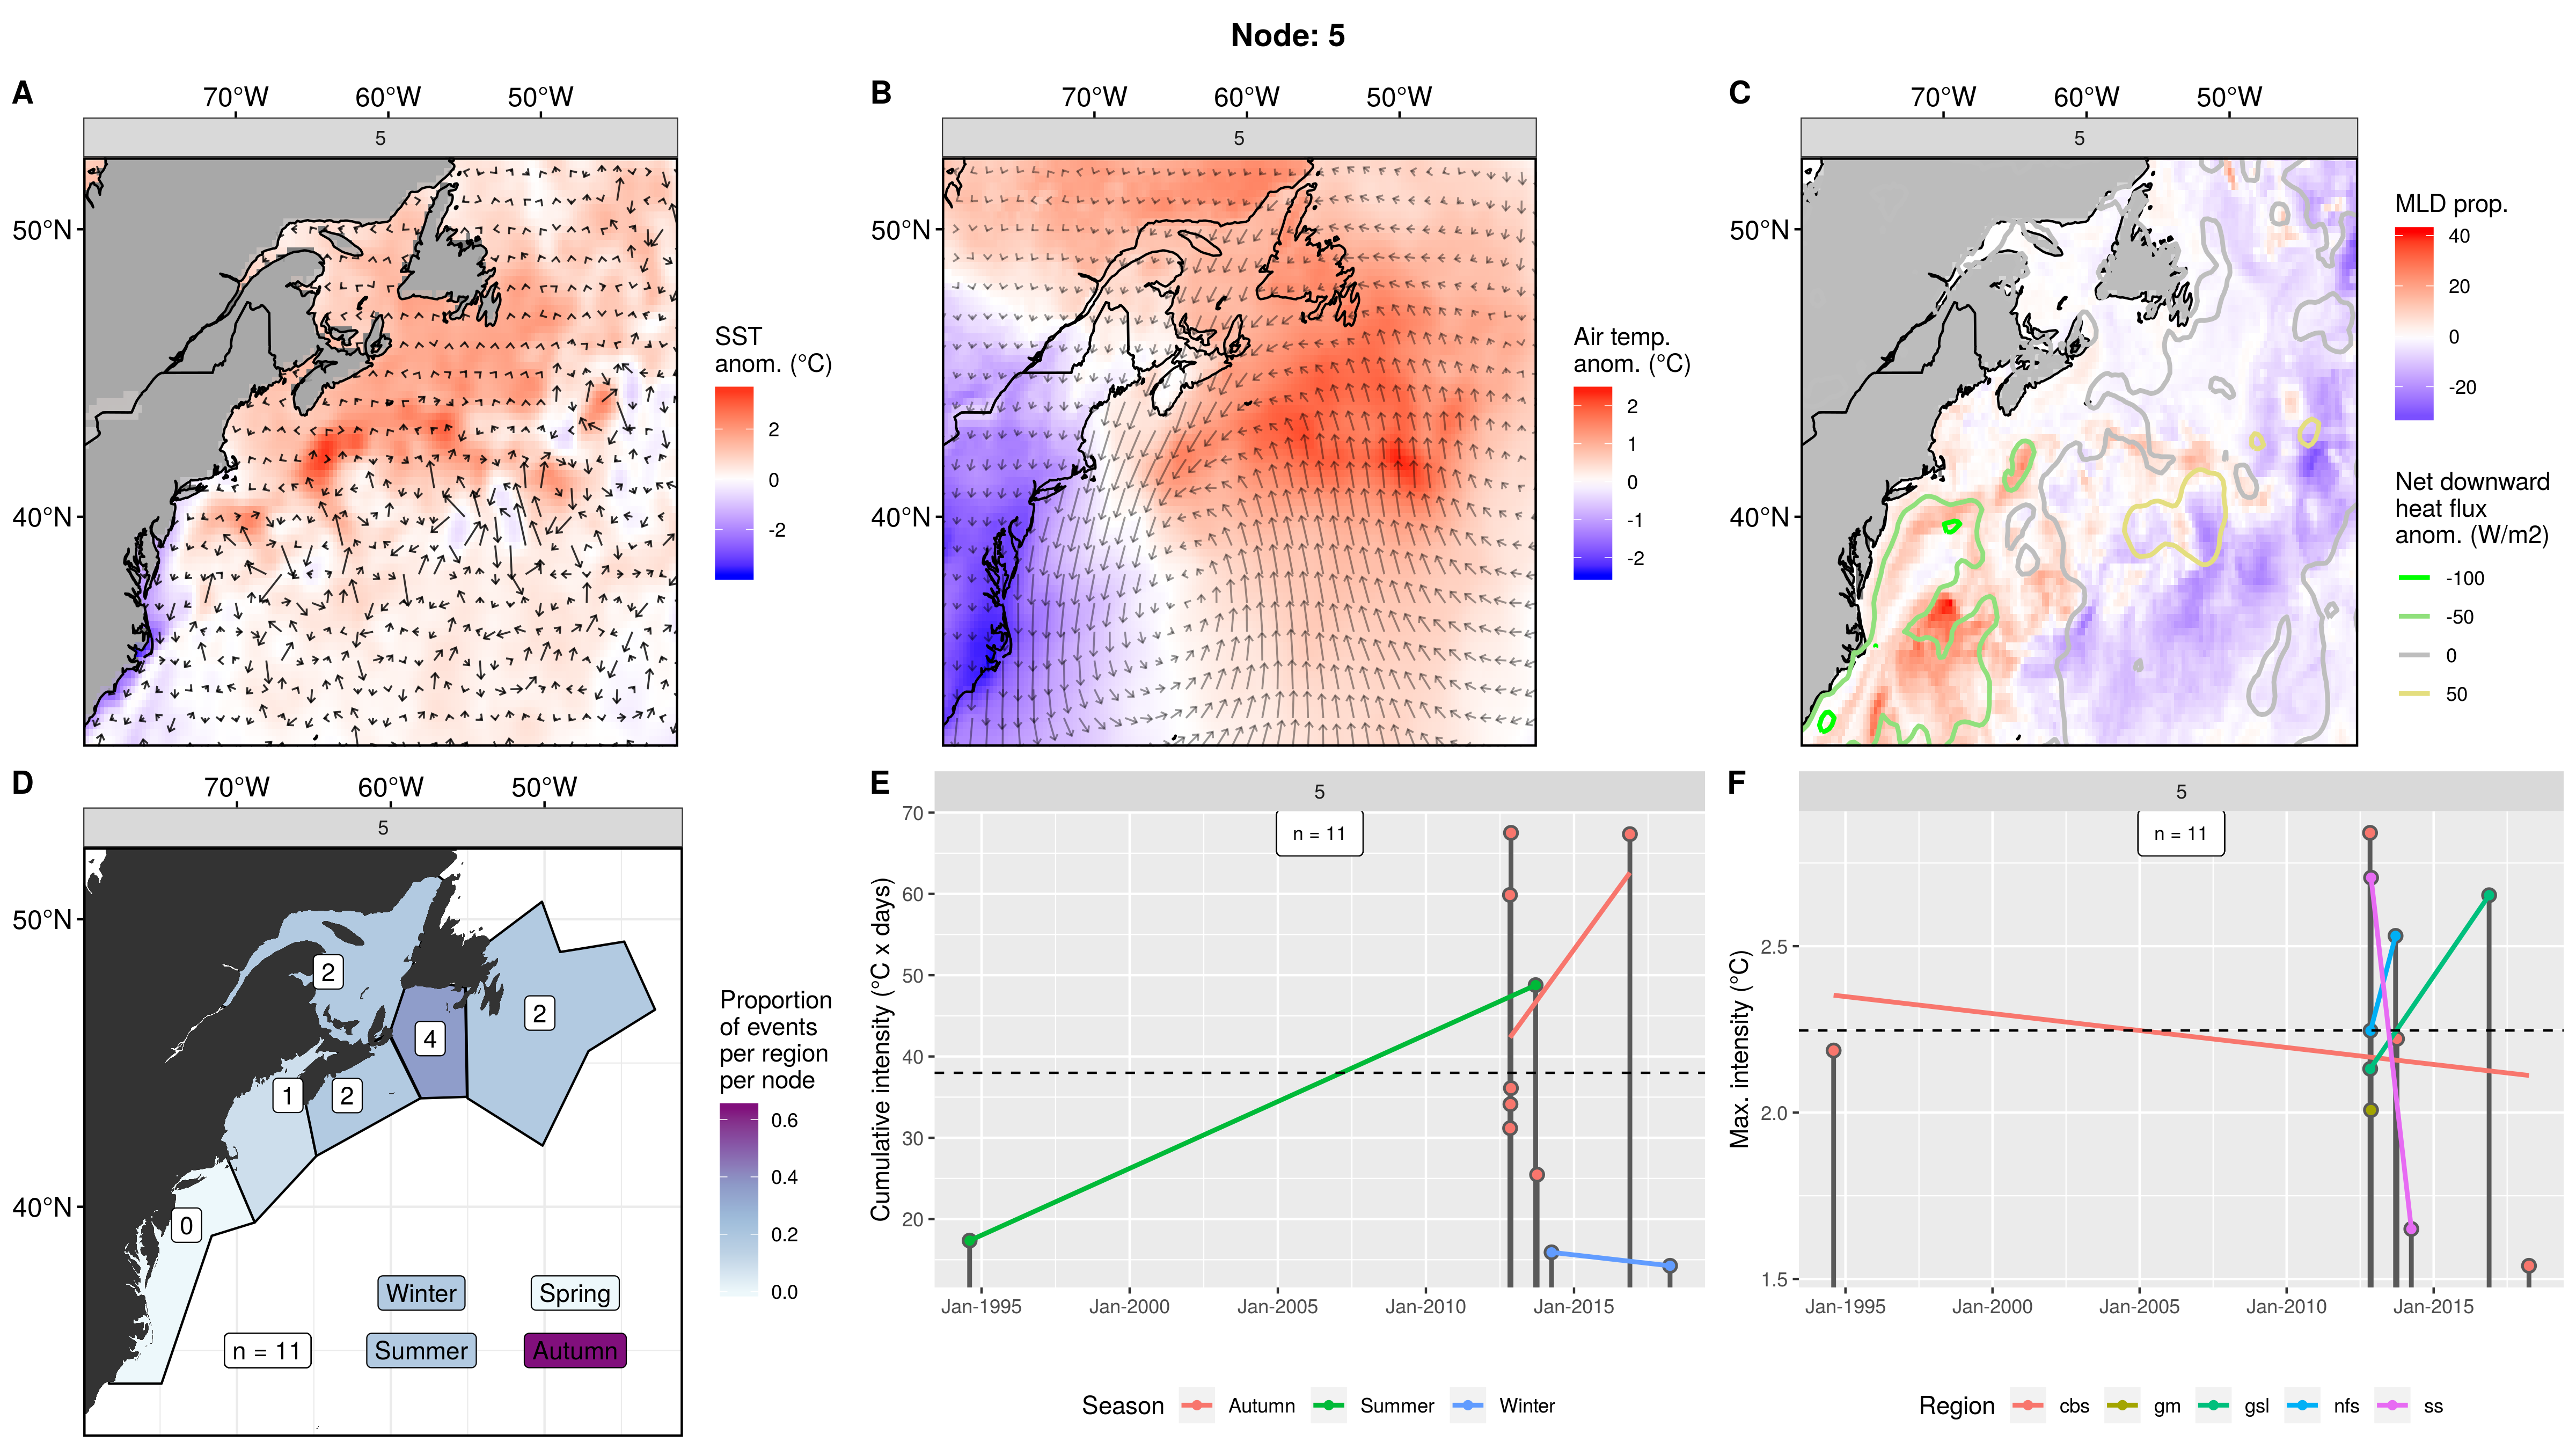 Node: 5
A
70°W 60°W 50°W
5
50°N
40°N
SST
anom. (°C)
2
0
-2
B
70°W 60°W 50°W
5
50°N
40°N
Air temp.
anom. (°C)
2
1
0
-1
-2
C
70°W 60°W 50°W
5
50°N
40°N
MLD prop.
40
20
0
-20
Net downward
heat flux
anom. (W/m2)
-100
-50
0
50
D
70°W 60°W 50°W
5
50°N
40°N
2
4
2
1
2
0
Winter
Spring
n = 11
Summer
Autumn
Proportion
of events
per region
per node
0.6
0.4
0.2
0.0
E
5
n = 11
Cumulative intensity (°C x days)
70
60
50
40
30
20
Jan-1995 Jan-2000 Jan-2005 Jan-2010 Jan-2015
Season Autumn Summer Winter
F
5
n = 11
Max. intensity (°C)
2.5
2.0
1.5
Jan-1995 Jan-2000 Jan-2005 Jan-2010 Jan-2015
Region cbs gm gsl nfs ss